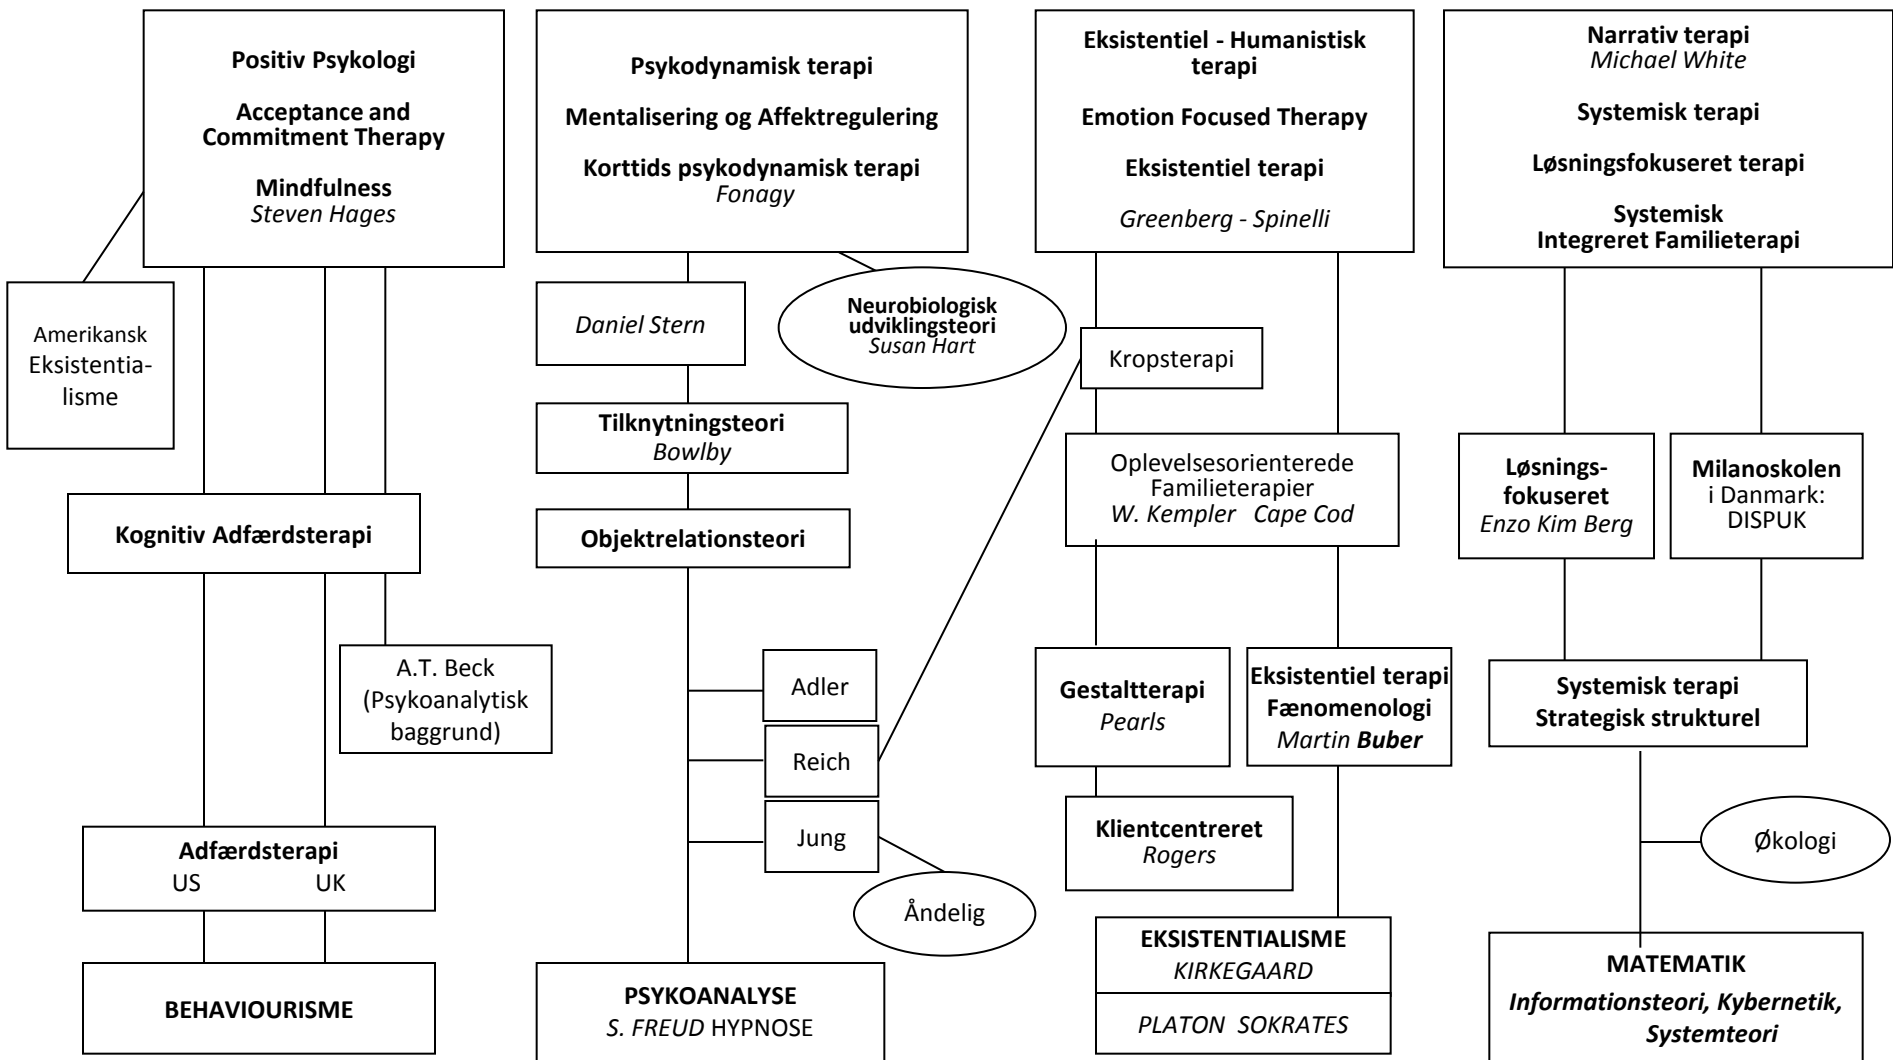 Positiv Psykologi
Acceptance and
Commitment Therapy
Mindfulness
Steven Hages
Amerikansk
Eksistentia-
lisme
Kognitiv Adfærdsterapi
A.T. Beck
(Psykoanalytisk
baggrund)
Adfærdsterapi
US UK
BEHAVIOURISME
Psykodynamisk terapi
Mentalisering og Affektregulering
Korttids psykodynamisk terapi
Fonagy
Daniel Stern
Neurobiologisk
udviklingsteori
Susan Hart
Tilknytningsteori
Bowlby
Objektrelationsteori
Adler
Reich
Jung
Åndelig
PSYKOANALYSE
S. FREUD HYPNOSE
Eksistentiel - Humanistisk
terapi
Emotion Focused Therapy
Eksistentiel terapi
Greenberg - Spinelli
Kropsterapi
Oplevelsesorienterede
Familieterapier
W. Kempler Cape Cod
Gestaltterapi
Pearls
Eksistentiel terapi
Fænomenologi
Martin Buber
Klientcentreret
Rogers
EKSISTENTIALISME
KIRKEGAARD
PLATON SOKRATES
Narrativ terapi
Michael White
Systemisk terapi
Løsningsfokuseret terapi
Systemisk
Integreret Familieterapi
Løsnings-
fokuseret
Enzo Kim Berg
Milanoskolen
i Danmark:
DISPUK
Systemisk terapi
Strategisk strukturel
Økologi
MATEMATIK
Informationsteori, Kybernetik,
Systemteori